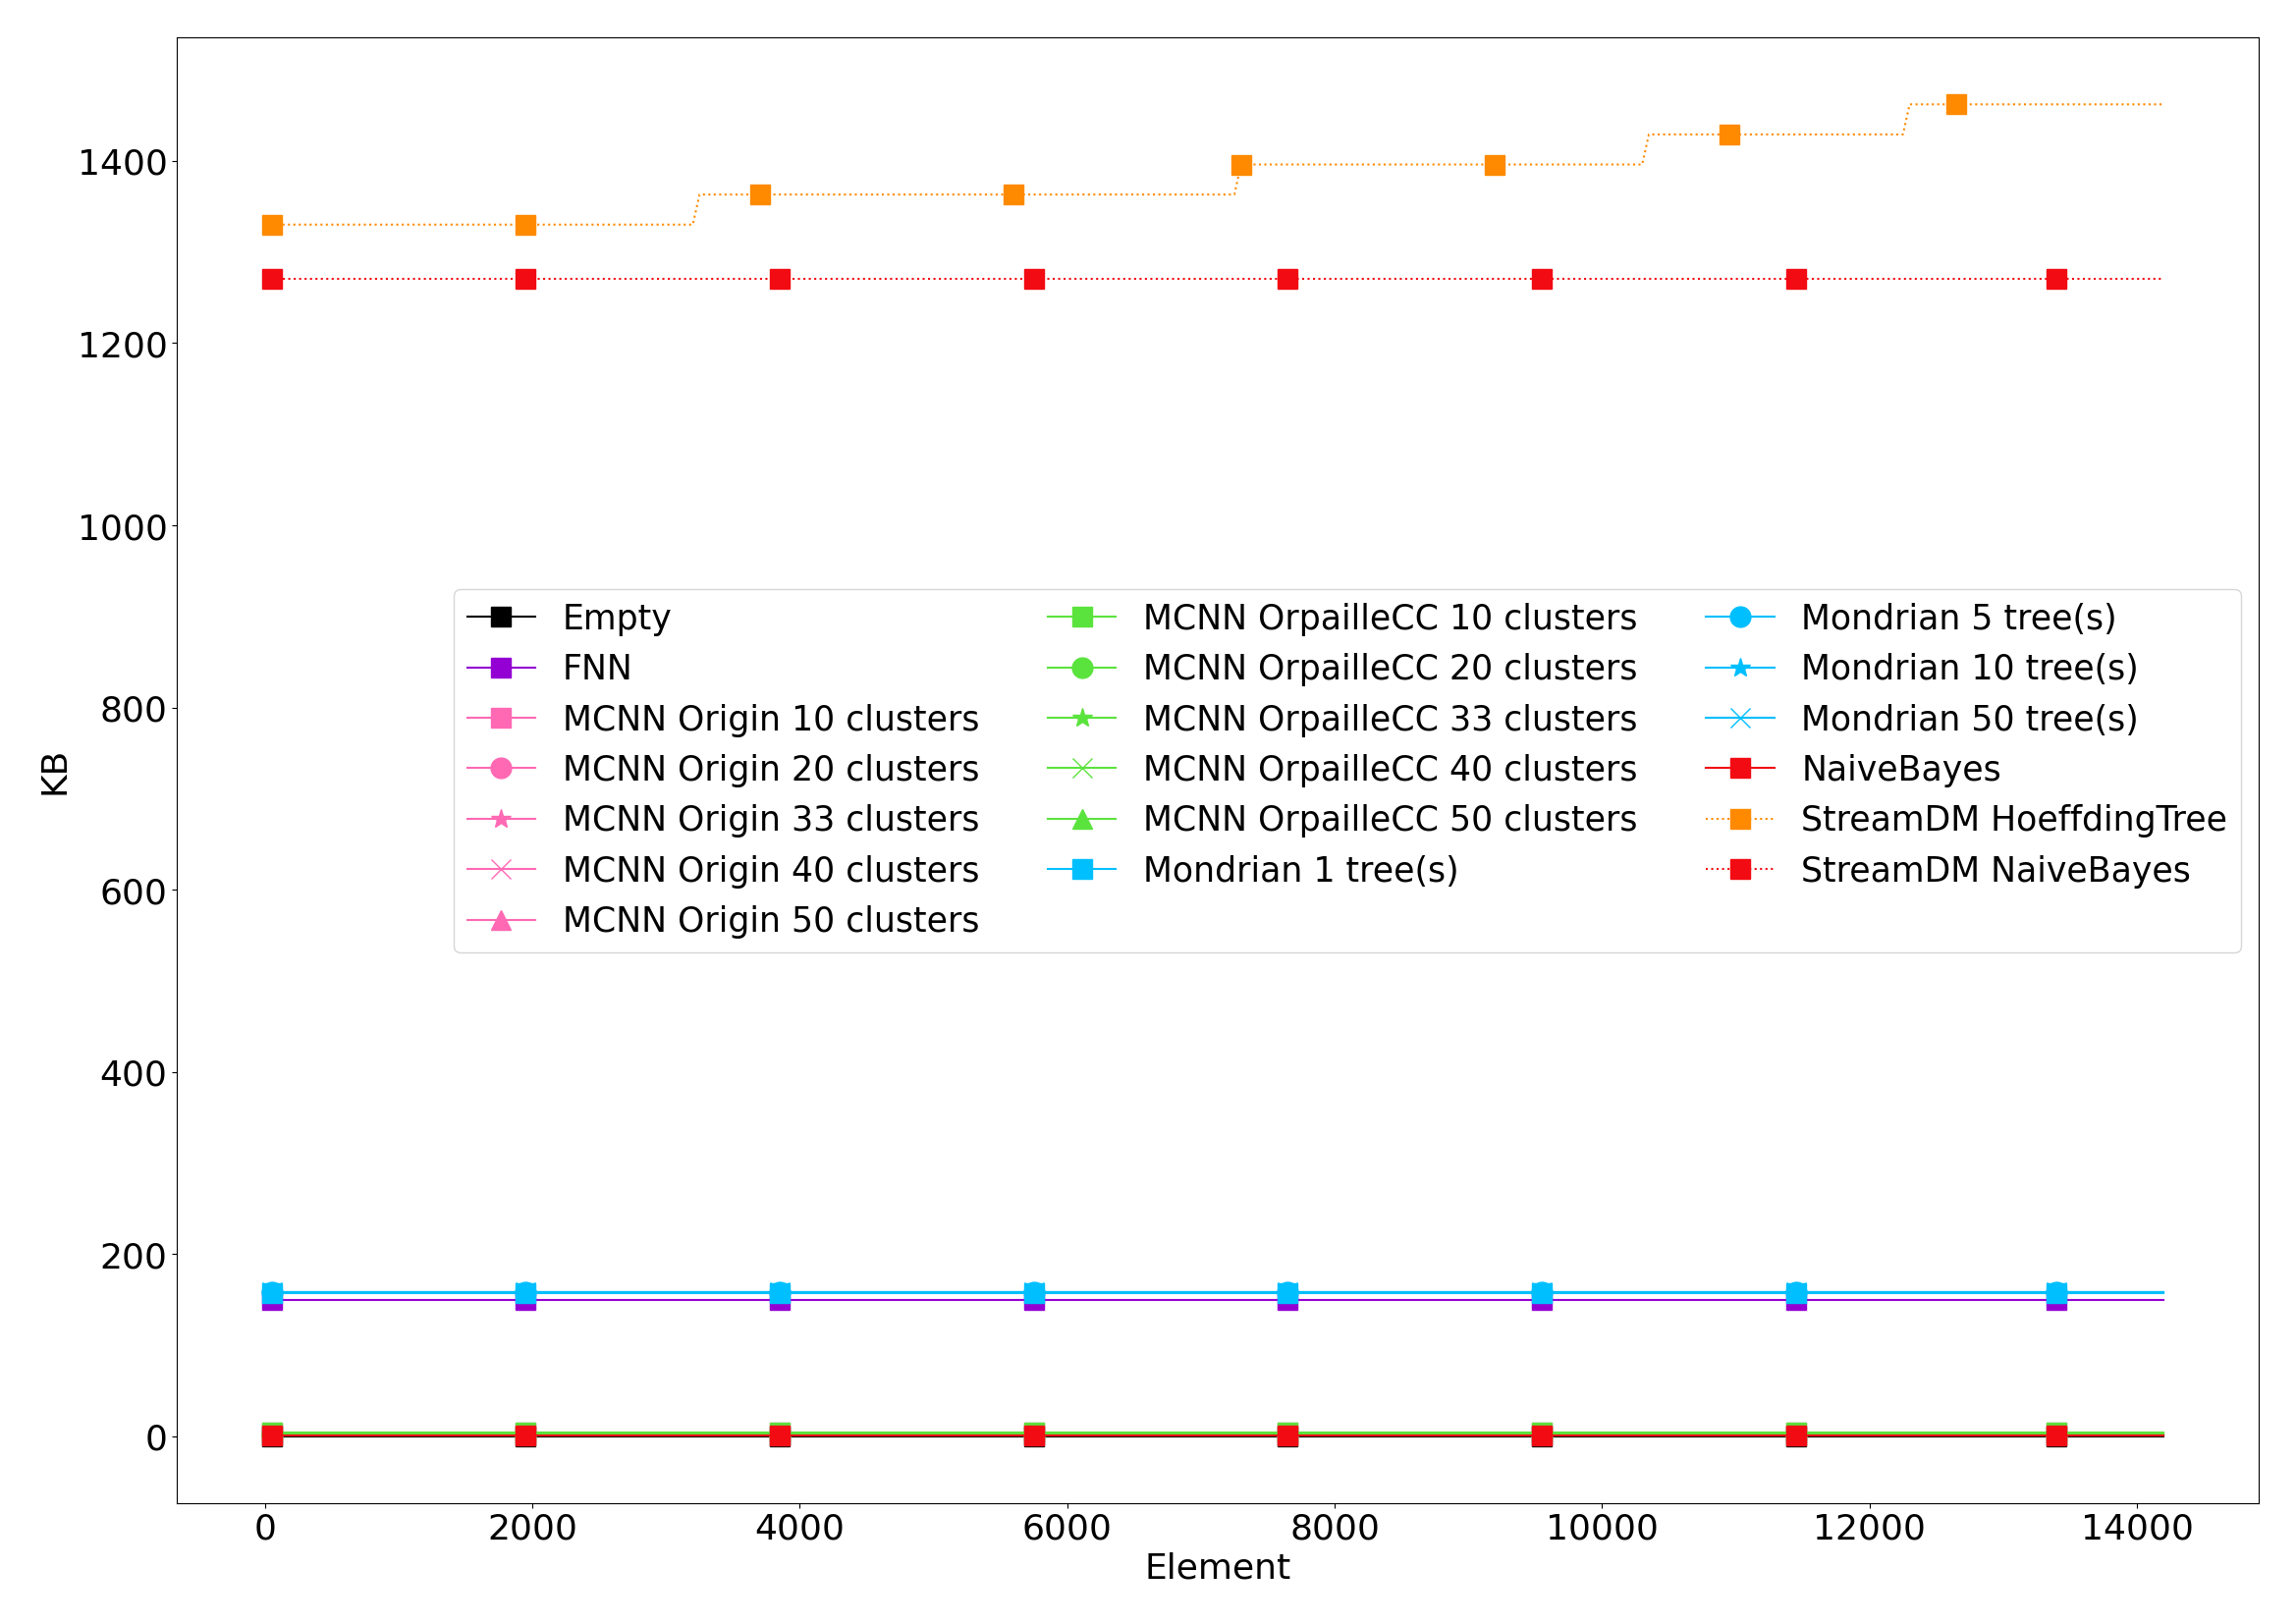 1400
1200
1000
800
600
400
200
0
KB
Empty
FNN
MCNN Origin 10 clusters
MCNN Origin 20 clusters
MCNN Origin 33 clusters
MCNN Origin 40 clusters
MCNN Origin 50 clusters
MCNN OrpailleCC 10 clusters
MCNN OrpailleCC 20 clusters
MCNN OrpailleCC 33 clusters
MCNN OrpailleCC 40 clusters
MCNN OrpailleCC 50 clusters
Mondrian 1 tree(s)
Mondrian 5 tree(s)
Mondrian 10 tree(s)
Mondrian 50 tree(s)
NaiveBayes
StreamDM HoeffdingTree
StreamDM NaiveBayes
0 2000 4000 6000 8000 10000 12000 14000
Element